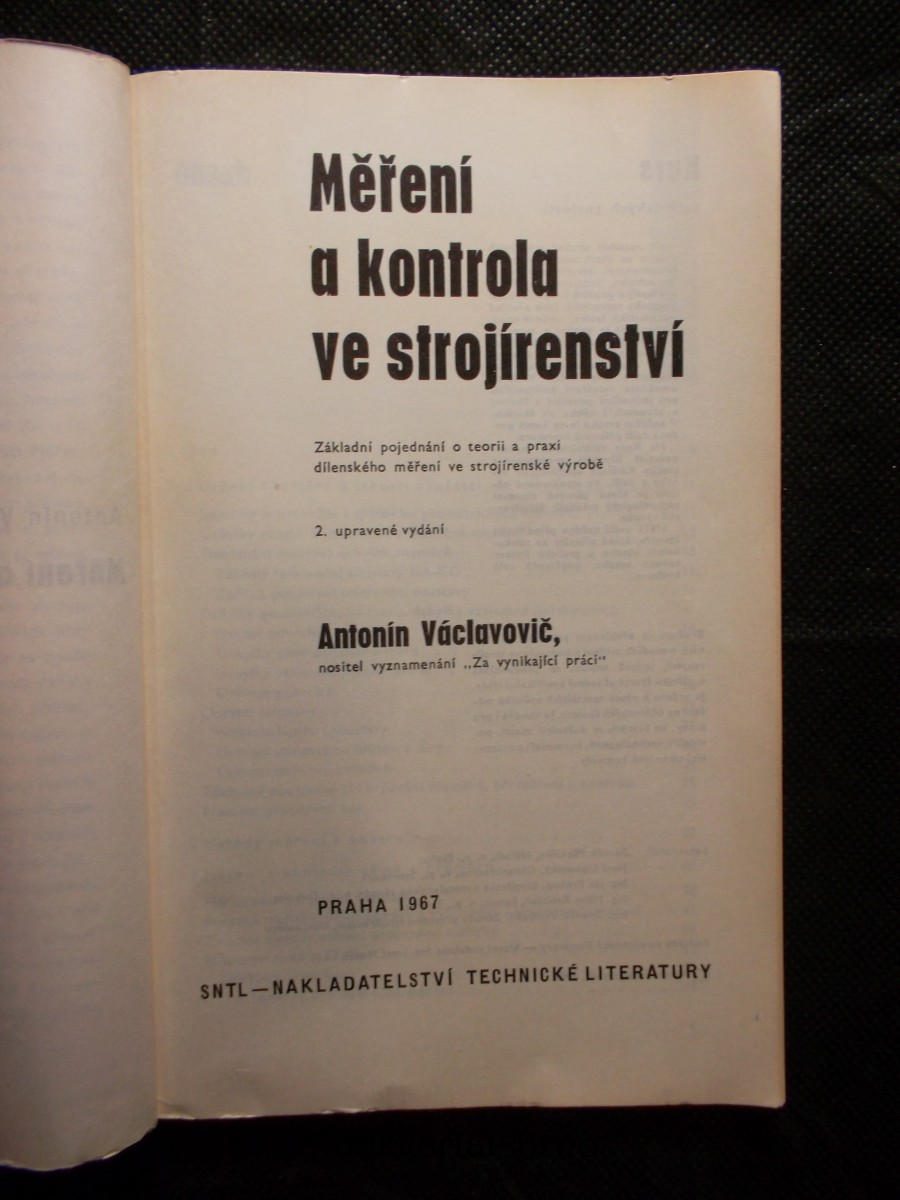 Měření
a kontrola
ve strojírenství
Základní pojednání o teorii a praxi
dílenského měření ve strojírenské výrobě
2. upravené vydání
Antonín Václavovič,
nositel vyznamenání „Za vynikající práci"
PRAHA 1967
SNTL—NAKLADATELSTVÍ TECHNICKÉ LITERATURY